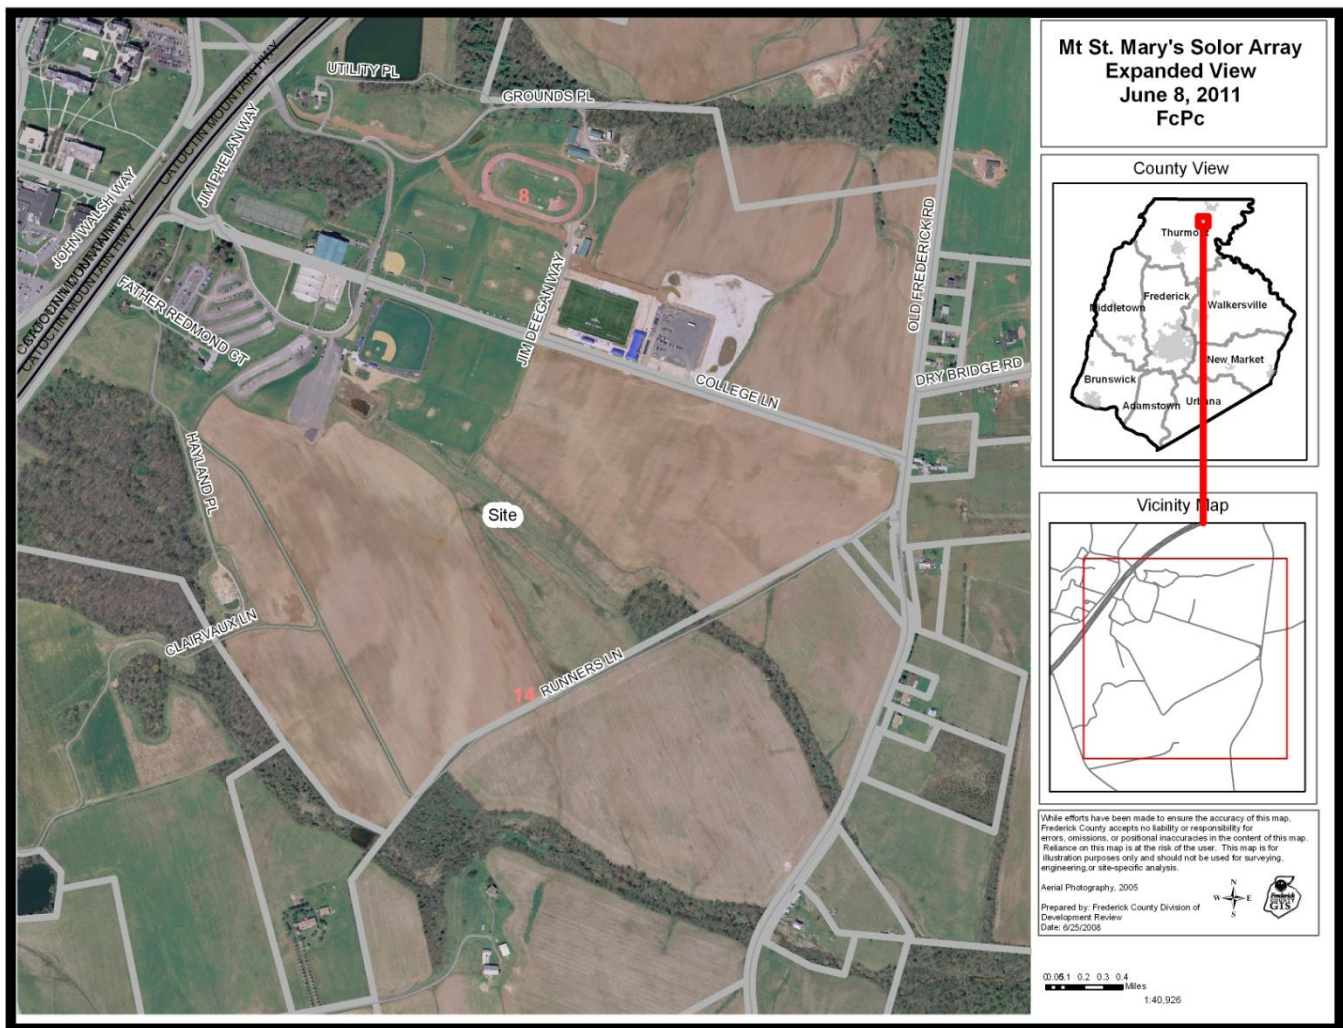 Mt St. Mary's Solor Array
Expanded View
June 8, 2011
FcPc
UTILITY PL
GROUNDS PL
CATOCTIN MOUNTAIN HWY
JIM PHELAN WAY
JOHN WALSH WAY
8
OLD FREDERICK RD
FATHER REDMOND CT
CATOCTIN MOUNTAIN HWY
JIM DEEGAN WAY
COLLEGE LN
DRY BRIDGE RD
HAYLAND PL
Site
CLAIRVAUX LN
14
RUNNERS LN
County View
Thurmont
Frederick
Walkersville
Middletown
New Market
Brunswick
Adamstown
Urbana
Vicinity Map
While efforts have been made to ensure the accuracy of this map,
Frederick County accepts no liability or responsibility for
errors, omissions, or positional inaccuracies in the content of this map.
Reliance on this map is at the risk of the user. This map is for
illustration purposes only and should not be used for surveying,
engineering,or site-specific analysis.
Aerial Photography, 2005
Prepared by: Frederick County Division of
Development Review
Date: 6/25/2008
N
W E
S
Frederick
COUNTY
GIS
0 0.05 0.1 0.2 0.3 0.4
Miles
1:40,926